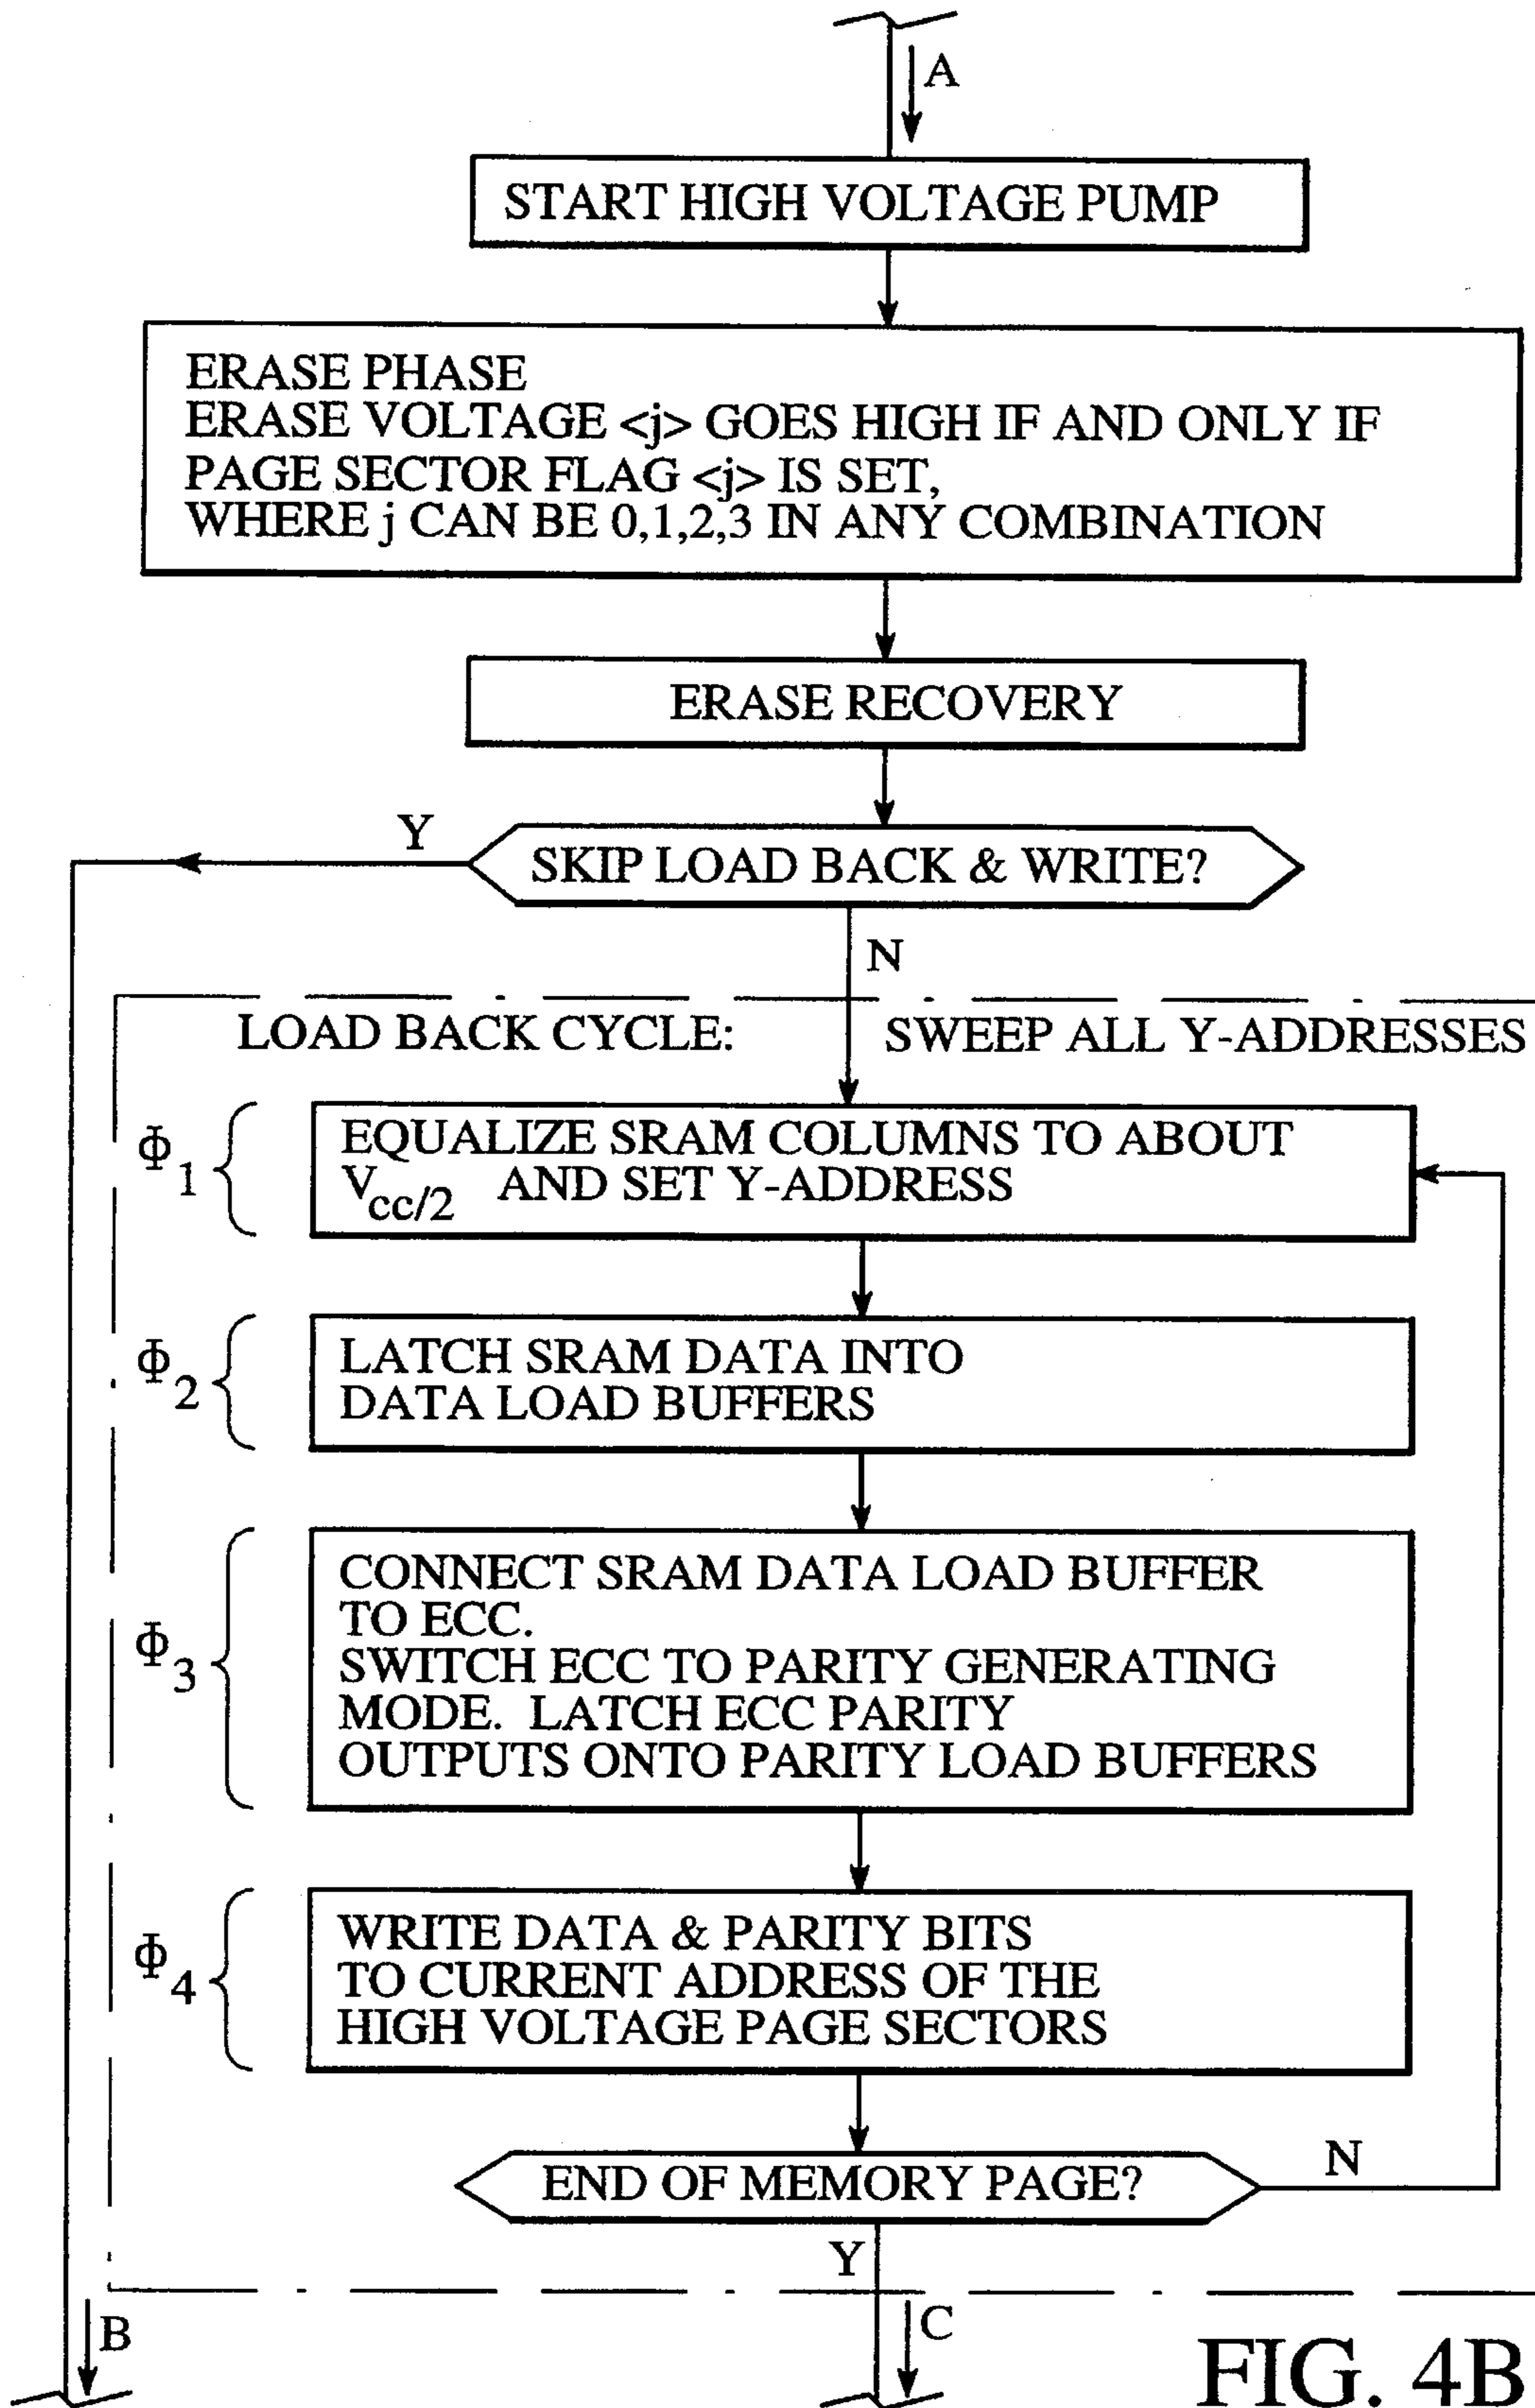 A
START HIGH VOLTAGE PUMP
ERASE PHASE
ERASE VOLTAGE <j> GOES HIGH IF AND ONLY IF
PAGE SECTOR FLAG <j> IS SET,
WHERE j CAN BE 0,1,2,3 IN ANY COMBINATION
ERASE RECOVERY
Y
SKIP LOAD BACK & WRITE?
N
LOAD BACK CYCLE: SWEEP ALL Y-ADDRESSES
Φ1
EQUALIZE SRAM COLUMNS TO ABOUT
Vcc/2 AND SET Y-ADDRESS
Φ2
LATCH SRAM DATA INTO
DATA LOAD BUFFERS
Φ3
CONNECT SRAM DATA LOAD BUFFER
TO ECC.
SWITCH ECC TO PARITY GENERATING
MODE. LATCH ECC PARITY
OUTPUTS ONTO PARITY LOAD BUFFERS
Φ4
WRITE DATA & PARITY BITS
TO CURRENT ADDRESS OF THE
HIGH VOLTAGE PAGE SECTORS
END OF MEMORY PAGE?
N
Y
B
C
FIG. 4B